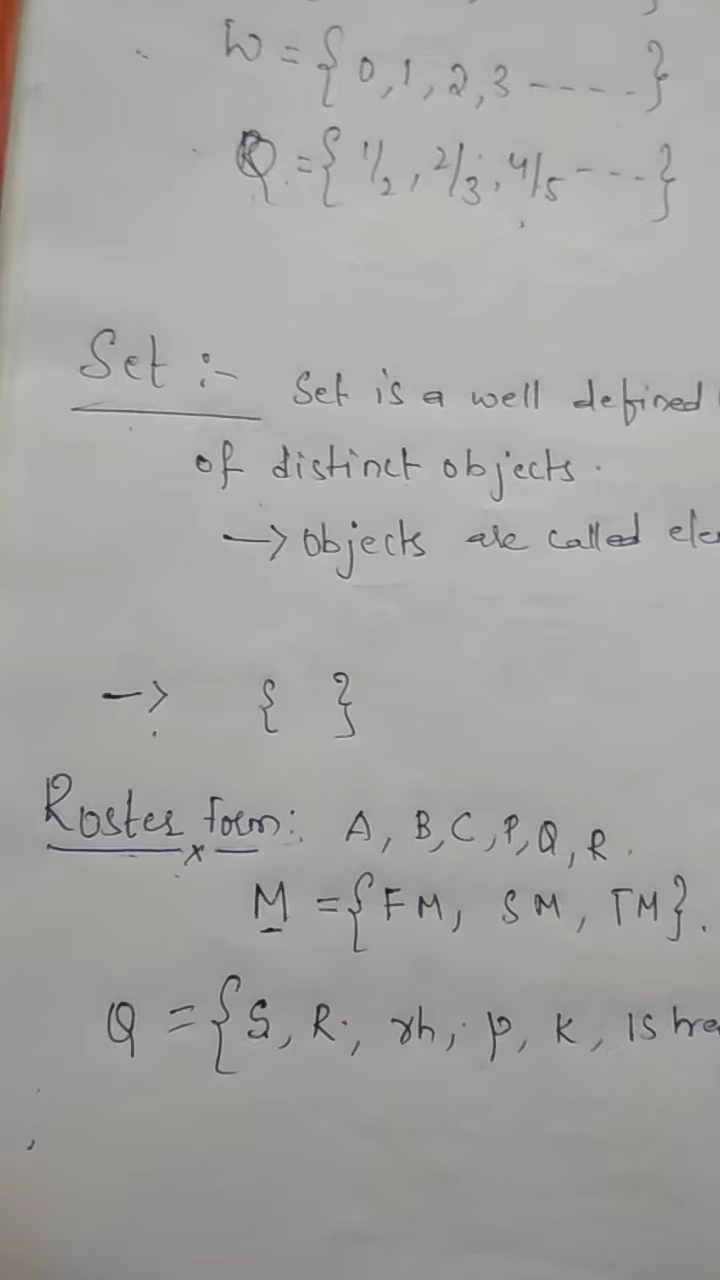 W = {0, 1, 2, 3 -----}
Q = {1/2, 2/3, 4/5 ---}
Set :- Set is a well defined
of distinct objects.
→ objects are called ele
→ { }
Roster form: A, B, C, P, Q, R.
M = {FM, SM, TM}.
Q = {S, R, rh, p, K,